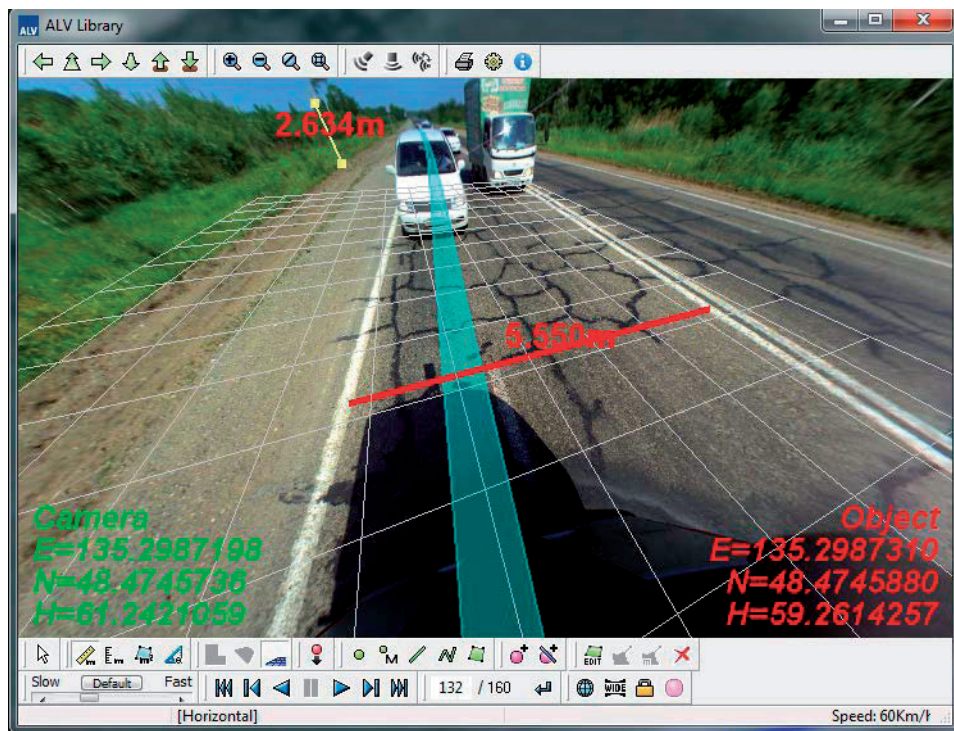 ALV ALV Library
2.634m
5.550m
Camera
E=135.2987198
N=48.4745736
H=61.2421059
Object
E=135.2987310
N=48.4745880
H=59.2614257
Slow Default Fast
132 / 160
WIDE
EDIT
[Horizontal]
Speed: 60Km/h